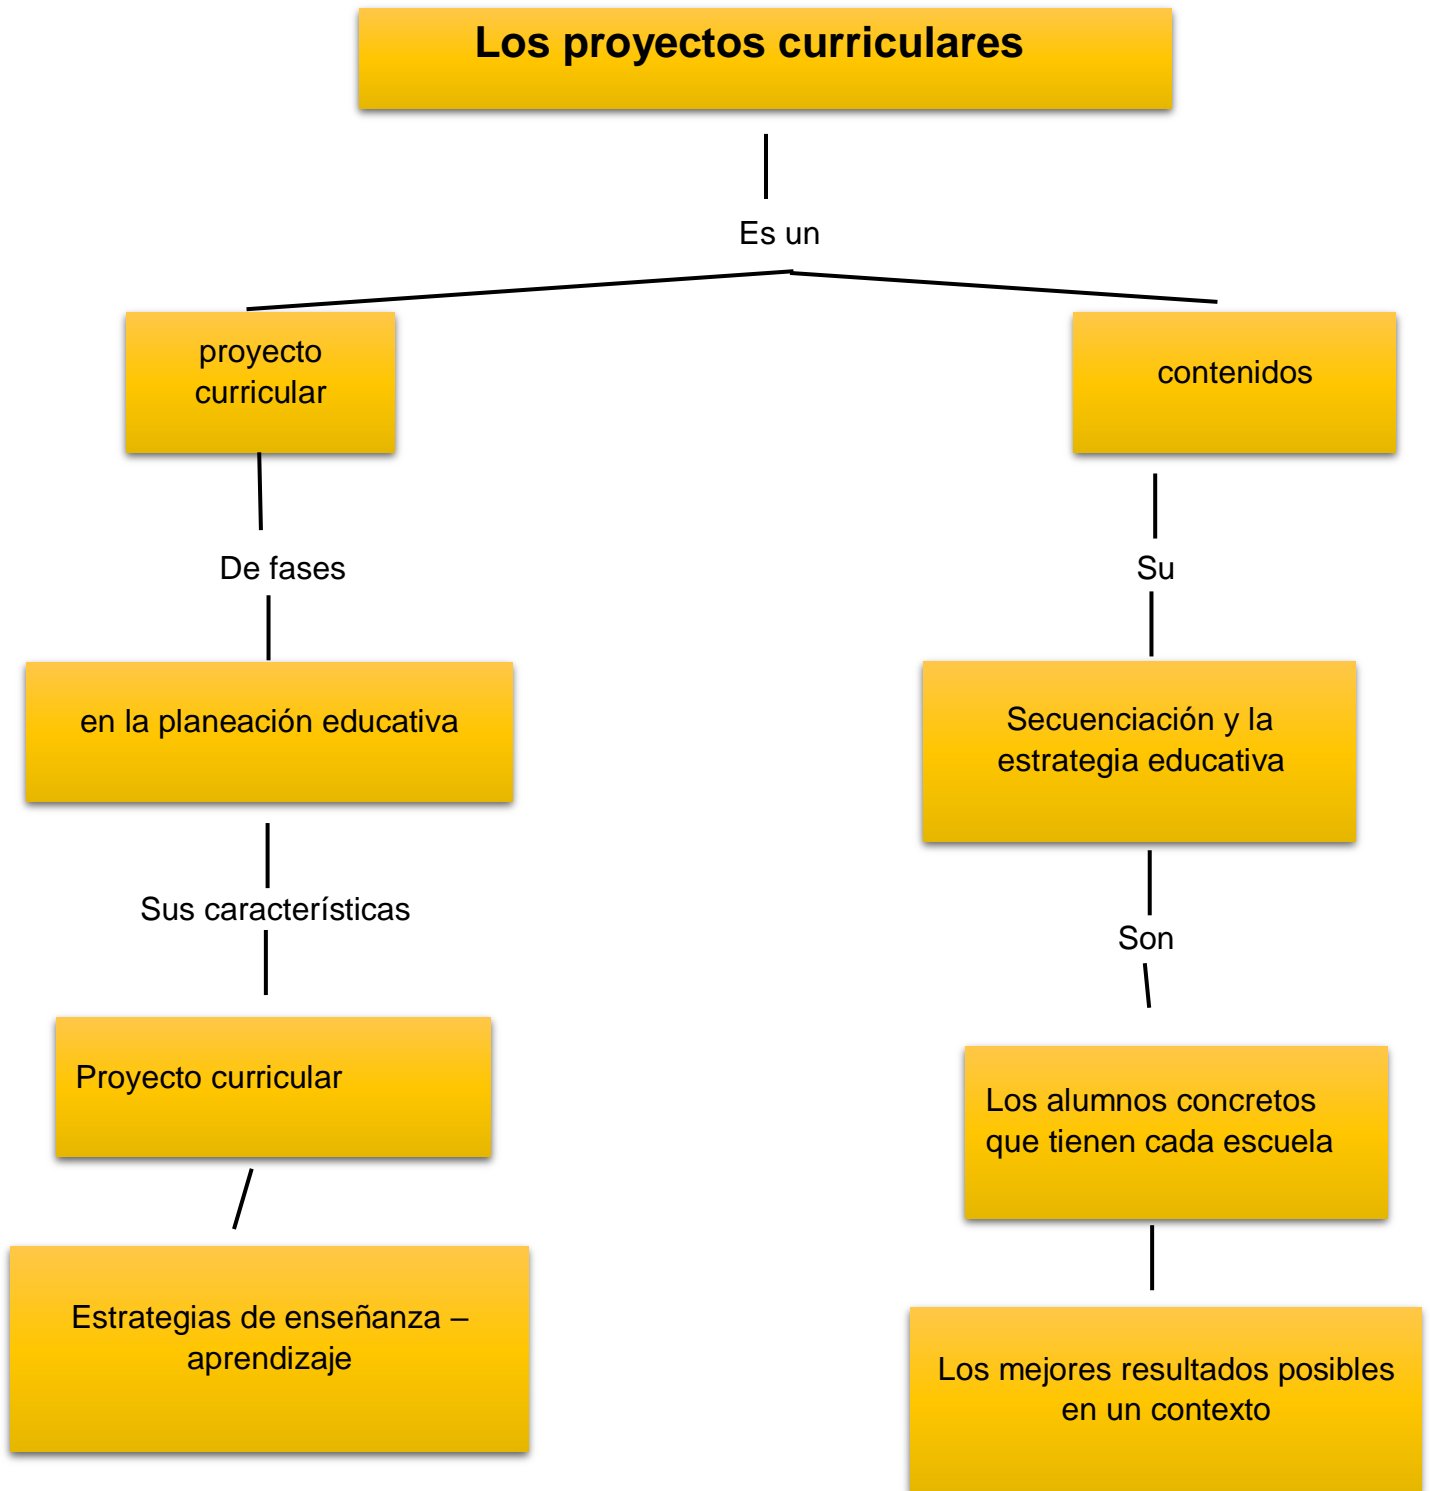 Los proyectos curriculares
Es un
proyecto
curricular
contenidos
De fases
Su
en la planeación educativa
Secuenciación y la
estrategia educativa
Sus características
Son
Proyecto curricular
Los alumnos concretos
que tienen cada escuela
Estrategias de enseñanza –
aprendizaje
Los mejores resultados posibles
en un contexto